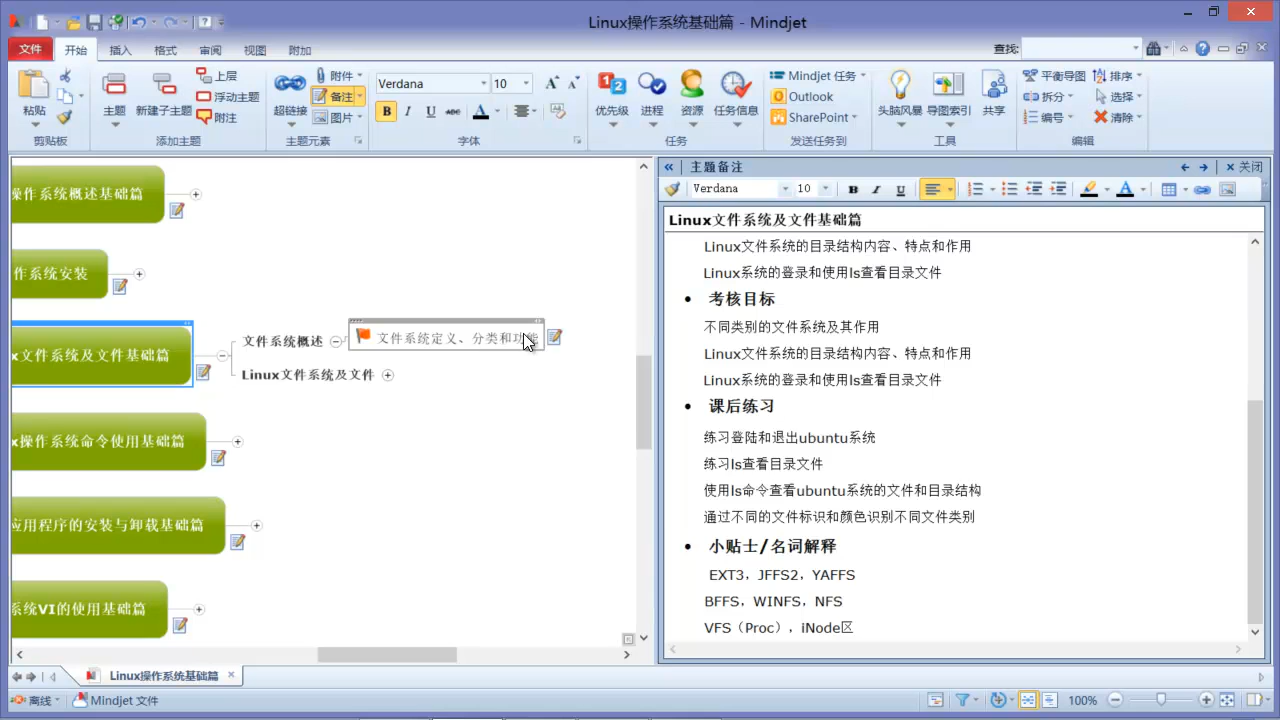 Linux操作系统基础篇 - Mindjet
文件 开始 插入 格式 审阅 视图 附加 查找:
粘贴
剪贴板
主题
新建子主题
上层
浮动主题
附注
添加主题
超链接
附件
备注
图片
主题元素
Verdana 10
B I U abc A
字体
优先级
进程
资源
任务信息
任务
Mindjet 任务
Outlook
SharePoint
发送任务到
头脑风暴
导图索引
共享
工具
平衡导图
拆分
编号
排序
选择
清除
编辑
操作系统概述基础篇
作系统安装
x文件系统及文件基础篇
文件系统概述
文件系统定义、分类和功能
Linux文件系统及文件
x操作系统命令使用基础篇
应用程序的安装与卸载基础篇
系统VI的使用基础篇
主题备注
关闭
Verdana 10 B I U A
Linux文件系统及文件基础篇
Linux文件系统的目录结构内容、特点和作用
Linux系统的登录和使用ls查看目录文件
• 考核目标
不同类别的文件系统及其作用
Linux文件系统的目录结构内容、特点和作用
Linux系统的登录和使用ls查看目录文件
• 课后练习
练习登陆和退出ubuntu系统
练习ls查看目录文件
使用ls命令查看ubuntu系统的文件和目录结构
通过不同的文件标识和颜色识别不同文件类别
• 小贴士/名词解释
EXT3，JFFS2，YAFFS
BFFS，WINFS，NFS
VFS（Proc），iNode区
Linux操作系统基础篇
离线 Mindjet 文件 100%